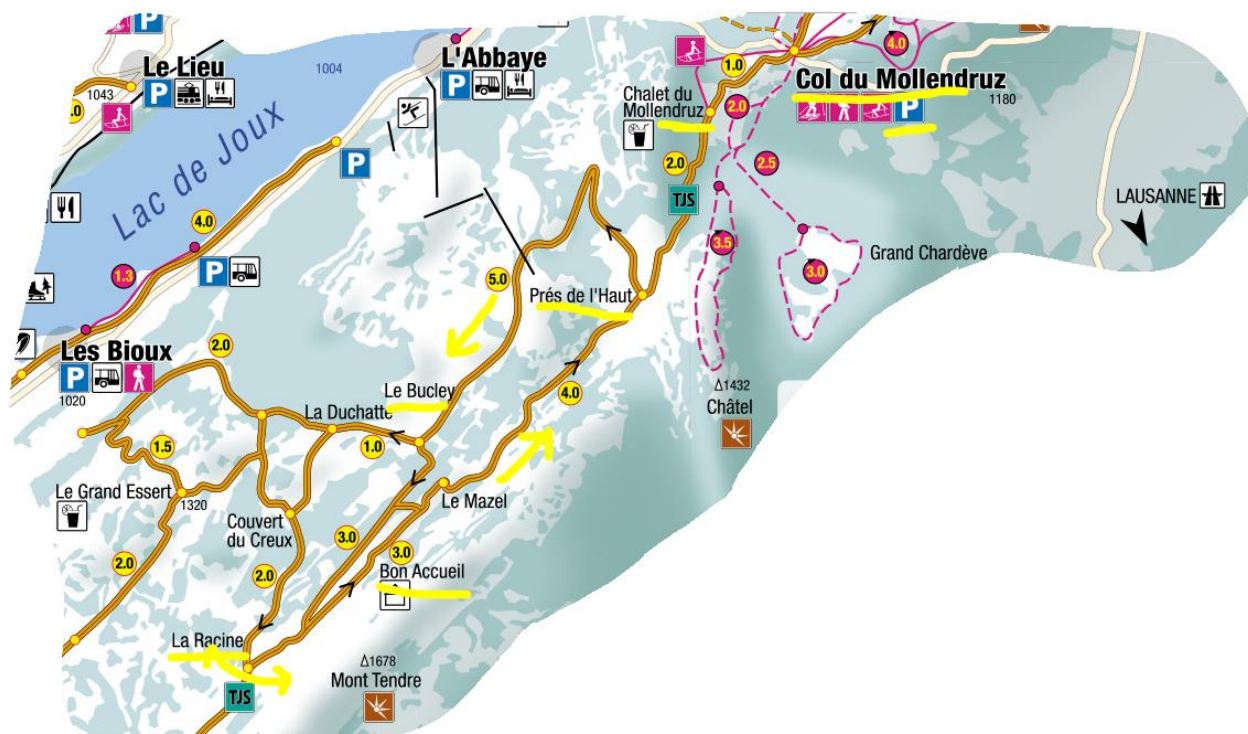 P
L'Abbaye
P
Le Lieu
P
1004
1043
.0
Lac de Joux
P
4.0
1.3
P
Les Bioux
P
1020
2.0
4.0
1.0
Col du Mollendruz
P
1180
Chalet du
Mollendruz
2.0
2.0
2.5
TJS
LAUSANNE
3.5
3.0
Grand Chardève
5.0
Prés de l'Haut
Le Bucley
4.0
△1432
Châtel
La Duchatte
1.0
1.5
Le Grand Essert
1320
Le Mazel
Couvert
du Creux
3.0
3.0
2.0
2.0
Bon Accueil
La Racine
TJS
△1678
Mont Tendre